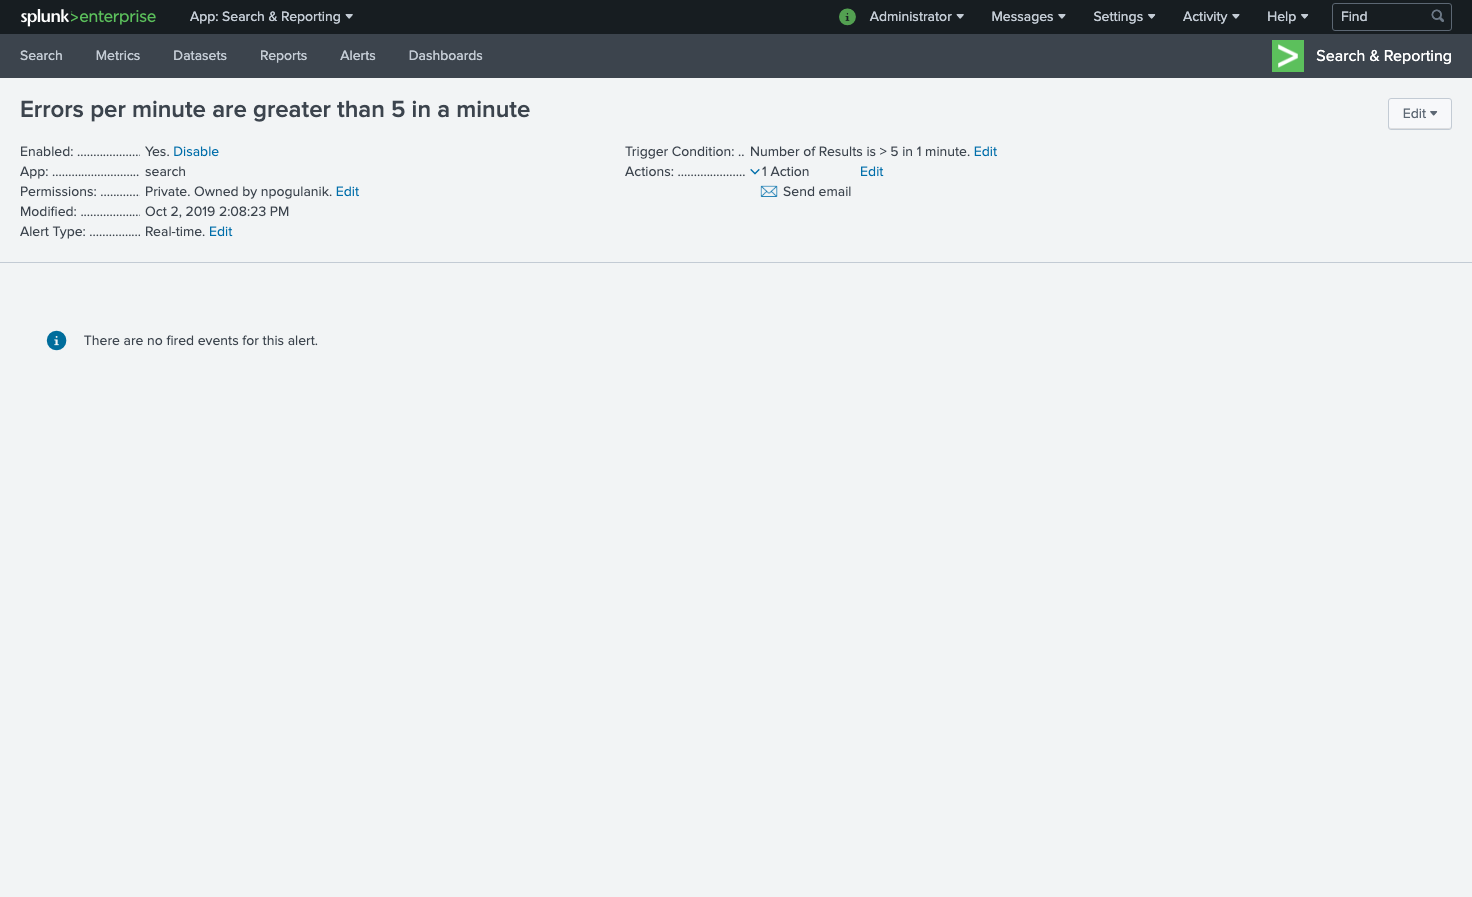 splunk>enterprise App: Search & Reporting Administrator Messages Settings Activity Help Find
Search Metrics Datasets Reports Alerts Dashboards Search & Reporting
Errors per minute are greater than 5 in a minute
Edit
Enabled: ................... Yes. Disable
App: ........................... search
Permissions: ............ Private. Owned by npogulanik. Edit
Modified: ................... Oct 2, 2019 2:08:23 PM
Alert Type: ................ Real-time. Edit
Trigger Condition: .. Number of Results is > 5 in 1 minute. Edit
Actions: ..................... 1 Action Edit
Send email
There are no fired events for this alert.